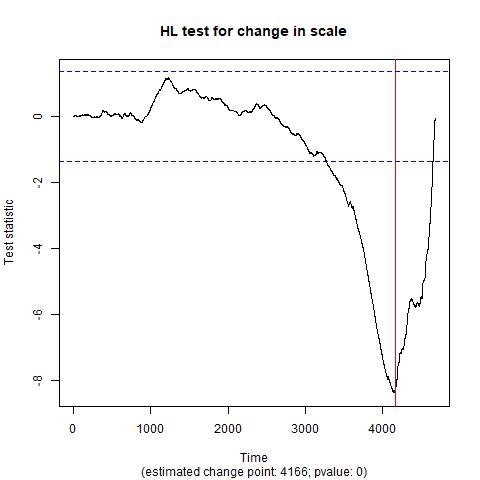 HL test for change in scale
Test statistic
0
-2
-4
-6
-8
0 1000 2000 3000 4000
Time
(estimated change point: 4166; pvalue: 0)